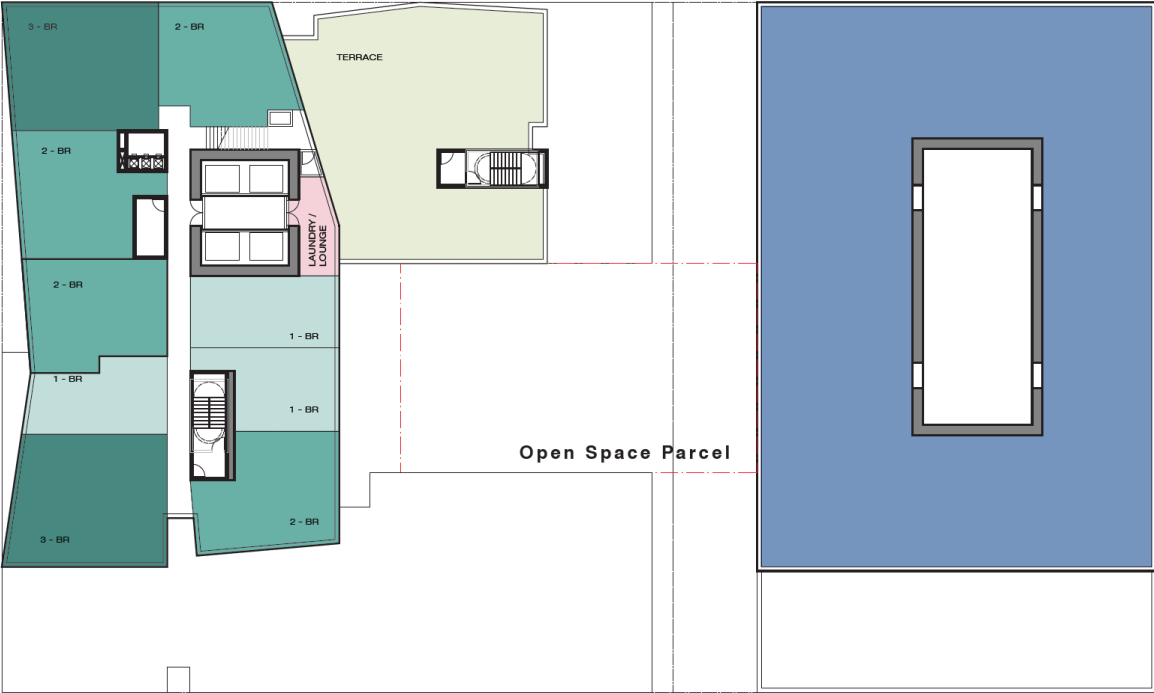 3 - BR
2 - BR
TERRACE
2 - BR
LAUNDRY /
LOUNGE
2 - BR
1 - BR
1 - BR
1 - BR
Open Space Parcel
2 - BR
3 - BR